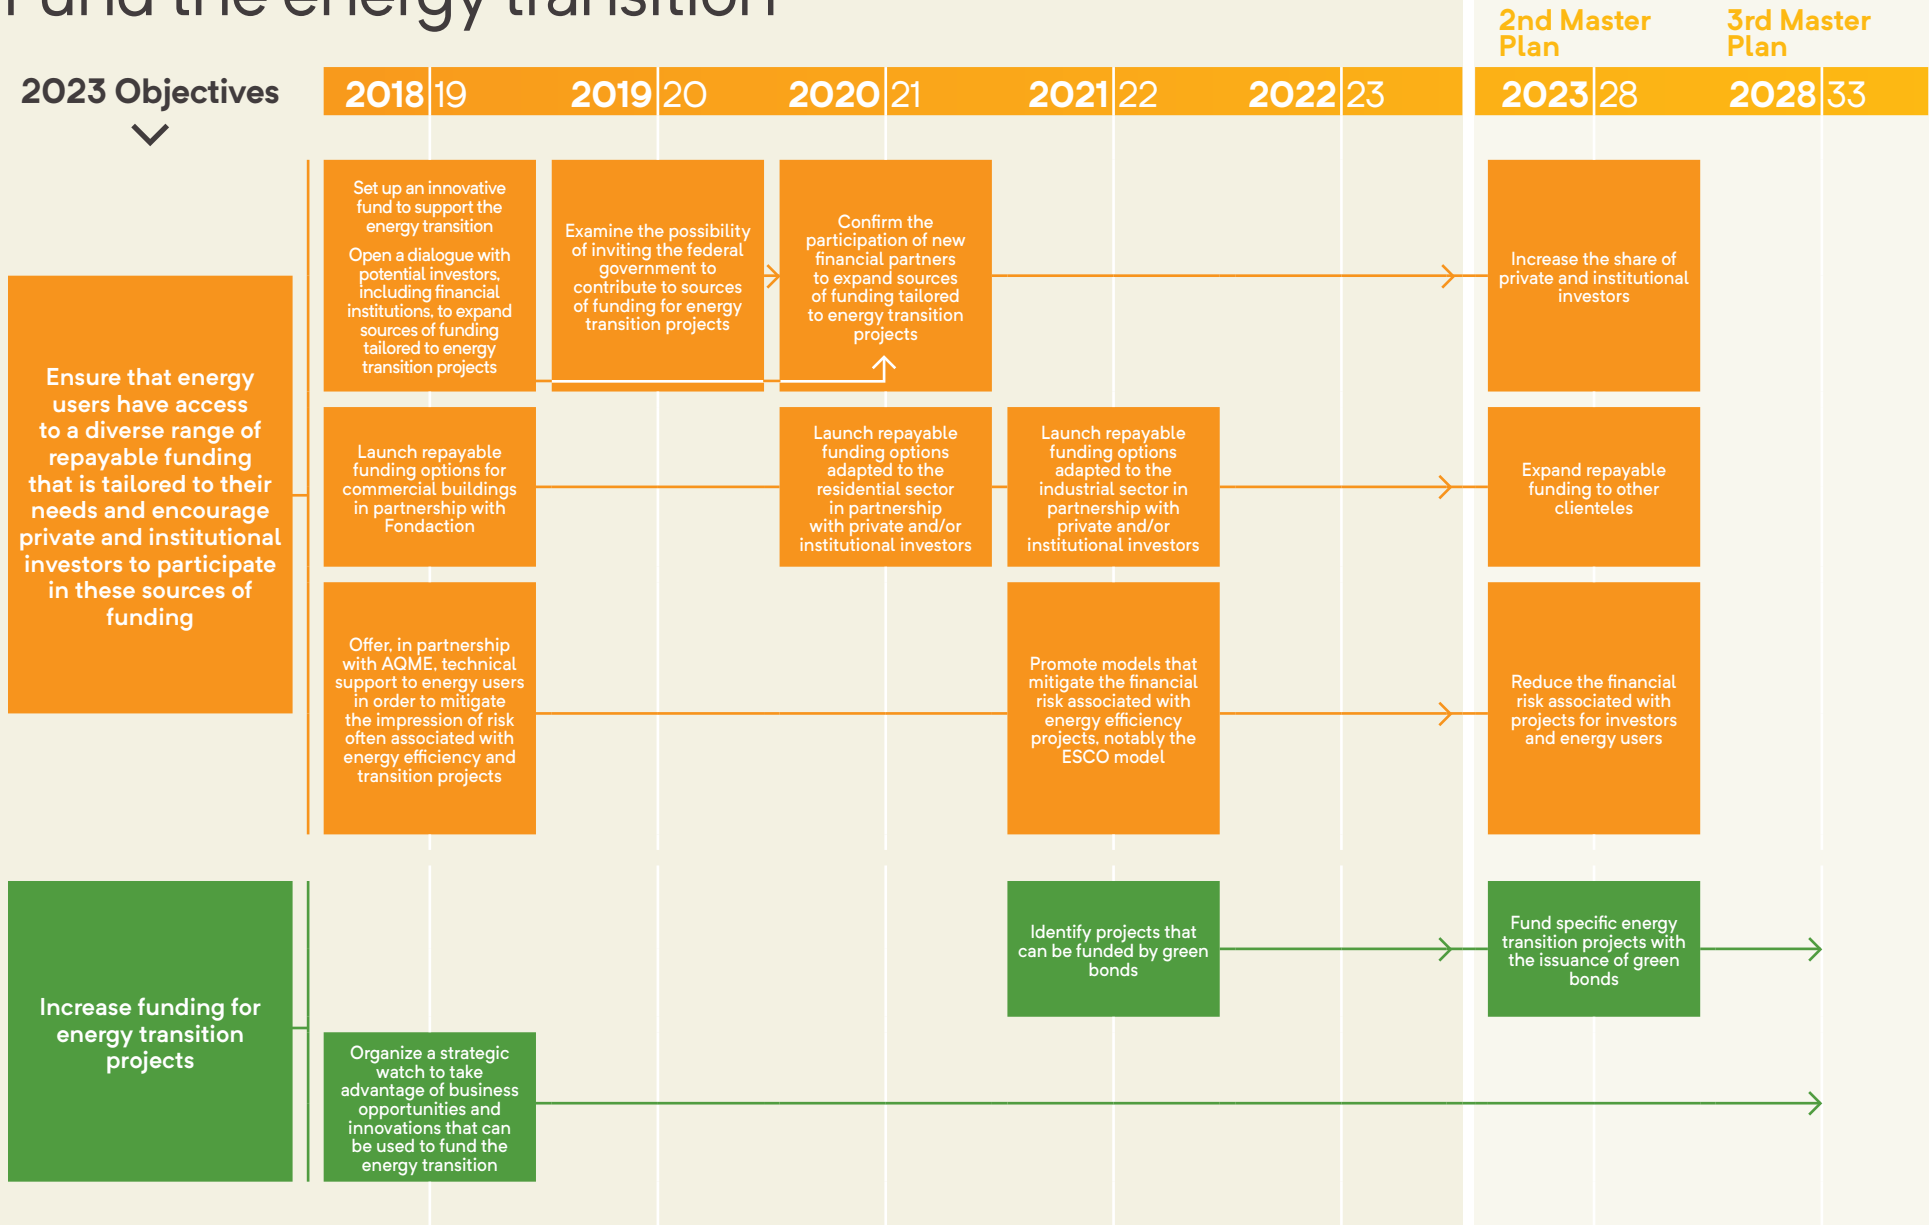 Fund the energy transition
2nd Master
Plan
3rd Master
Plan
2023 Objectives
2018|19
2019|20
2020|21
2021|22
2022|23
2023|28
2028|33
Ensure that energy
users have access
to a diverse range of
repayable funding
that is tailored to their
needs and encourage
private and institutional
investors to participate
in these sources of
funding
Set up an innovative
fund to support the
energy transition
Open a dialogue with
potential investors,
including financial
institutions, to expand
sources of funding
tailored to energy
transition projects
Examine the possibility
of inviting the federal
government to
contribute to sources
of funding for energy
transition projects
Confirm the
participation of new
financial partners
to expand sources
of funding tailored
to energy transition
projects
Increase the share of
private and institutional
investors
Launch repayable
funding options for
commercial buildings
in partnership with
Fondaction
Launch repayable
funding options
adapted to the
residential sector
in partnership
with private and/or
institutional investors
Launch repayable
funding options
adapted to the
industrial sector in
partnership with
private and/or
institutional investors
Expand repayable
funding to other
clienteles
Offer, in partnership
with AQME, technical
support to energy users
in order to mitigate
the impression of risk
often associated with
energy efficiency and
transition projects
Promote models that
mitigate the financial
risk associated with
energy efficiency
projects, notably the
ESCO model
Reduce the financial
risk associated with
projects for investors
and energy users
Increase funding for
energy transition
projects
Identify projects that
can be funded by green
bonds
Fund specific energy
transition projects with
the issuance of green
bonds
Organize a strategic
watch to take
advantage of business
opportunities and
innovations that can
be used to fund the
energy transition